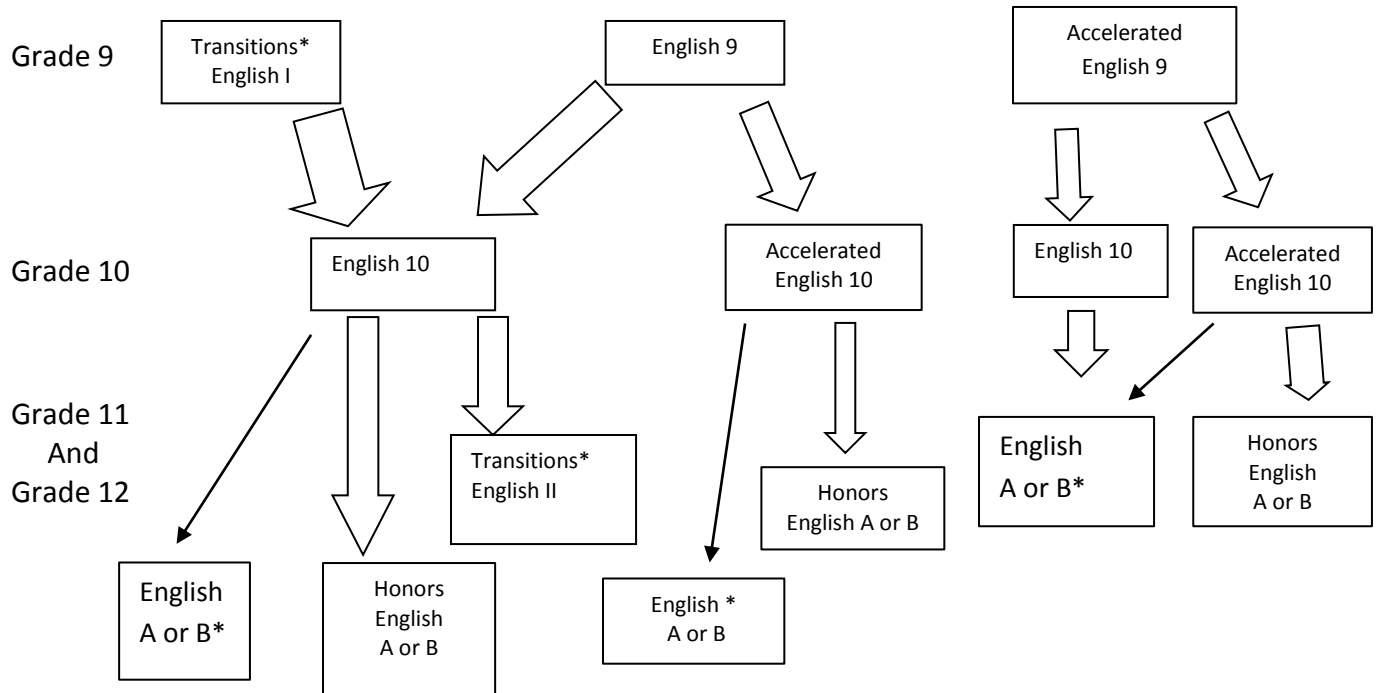 Grade 9
Transitions*
English I
English 9
Accelerated
English 9
Grade 10
English 10
Accelerated
English 10
English 10
Accelerated
English 10
Grade 11
And
Grade 12
Transitions*
English II
Honors
English A or B
English
A or B*
Honors
English
A or B
English
A or B*
Honors
English
A or B
English *
A or B